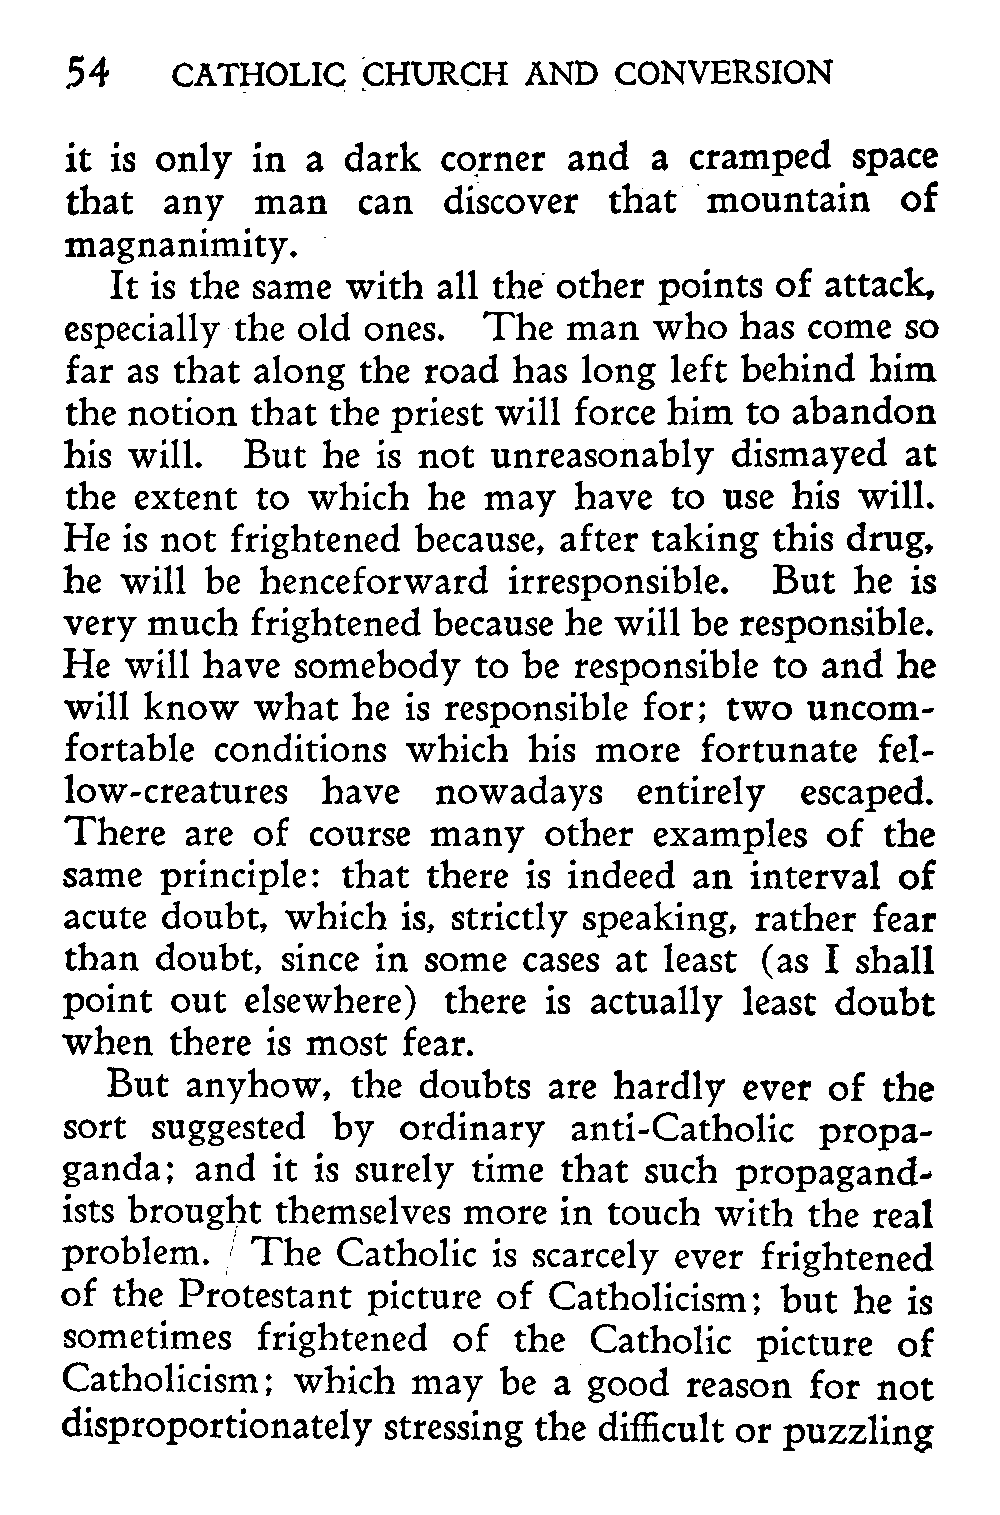 54 CATHOLIC CHURCH AND CONVERSION
it is only in a dark corner and a cramped space
that any man can discover that mountain of
magnanimity.
It is the same with all the other points of attack,
especially the old ones. The man who has come so
far as that along the road has long left behind him
the notion that the priest will force him to abandon
his will. But he is not unreasonably dismayed at
the extent to which he may have to use his will.
He is not frightened because, after taking this drug,
he will be henceforward irresponsible. But he is
very much frightened because he will be responsible.
He will have somebody to be responsible to and he
will know what he is responsible for; two uncom-
fortable conditions which his more fortunate fel-
low-creatures have nowadays entirely escaped.
There are of course many other examples of the
same principle: that there is indeed an interval of
acute doubt, which is, strictly speaking, rather fear
than doubt, since in some cases at least (as I shall
point out elsewhere) there is actually least doubt
when there is most fear.
But anyhow, the doubts are hardly ever of the
sort suggested by ordinary anti-Catholic propa-
ganda; and it is surely time that such propagand-
ists brought themselves more in touch with the real
problem. The Catholic is scarcely ever frightened
of the Protestant picture of Catholicism; but he is
sometimes frightened of the Catholic picture of
Catholicism; which may be a good reason for not
disproportionately stressing the difficult or puzzling